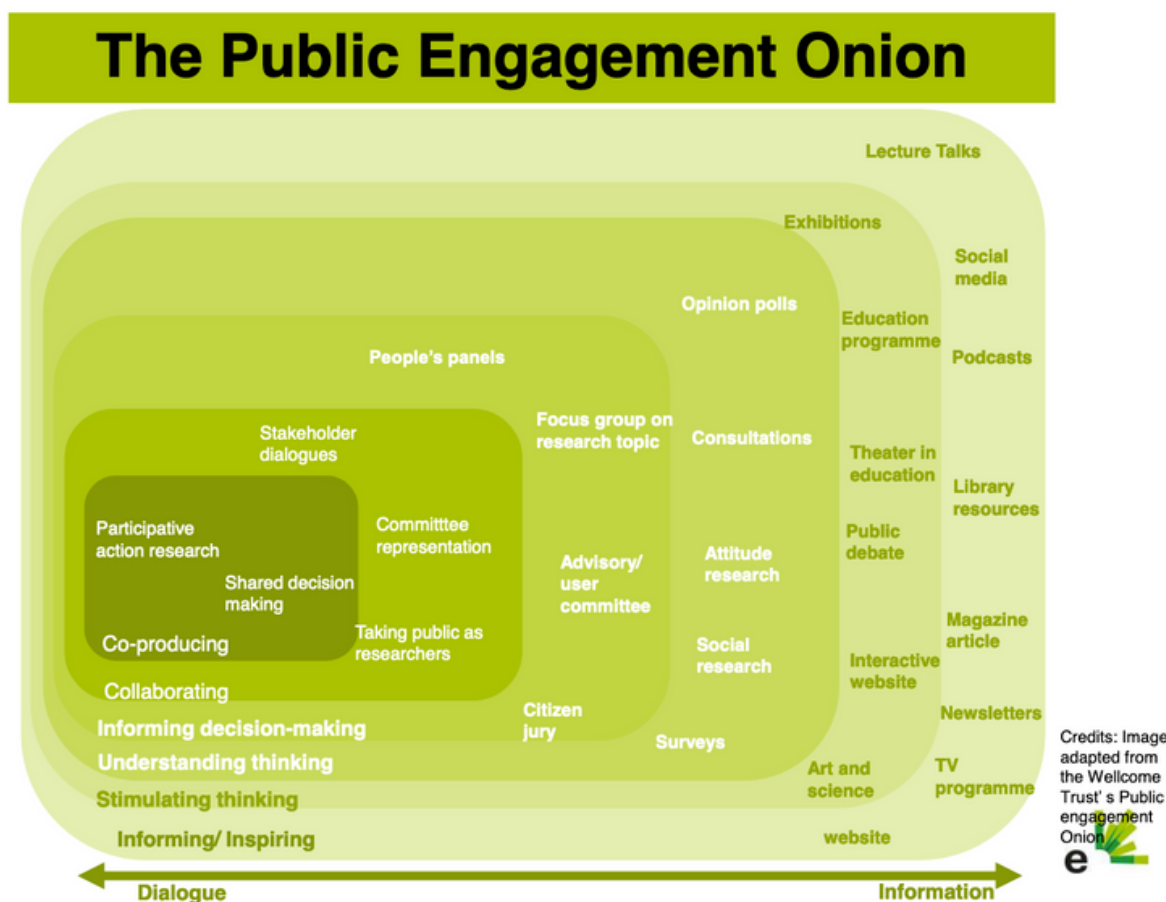 The Public Engagement Onion
Lecture Talks
Exhibitions
Social
media
Opinion polls
Education
programme
Podcasts
People's panels
Focus group on
research topic
Consultations
Stakeholder
dialogues
Theater in
education
Library
resources
Participative
action research
Committtee
representation
Public
debate
Advisory/
user
committee
Attitude
research
Shared decision
making
Co-producing
Taking public as
researchers
Social
research
Magazine
article
Interactive
website
Collaborating
Citizen
jury
Newsletters
Informing decision-making
Surveys
Understanding thinking
Art and
science
TV
programme
Stimulating thinking
Informing/ Inspiring
website
Credits: Image
adapted from
the Wellcome
Trust' s Public
engagement
Onion
e
Dialogue
Information